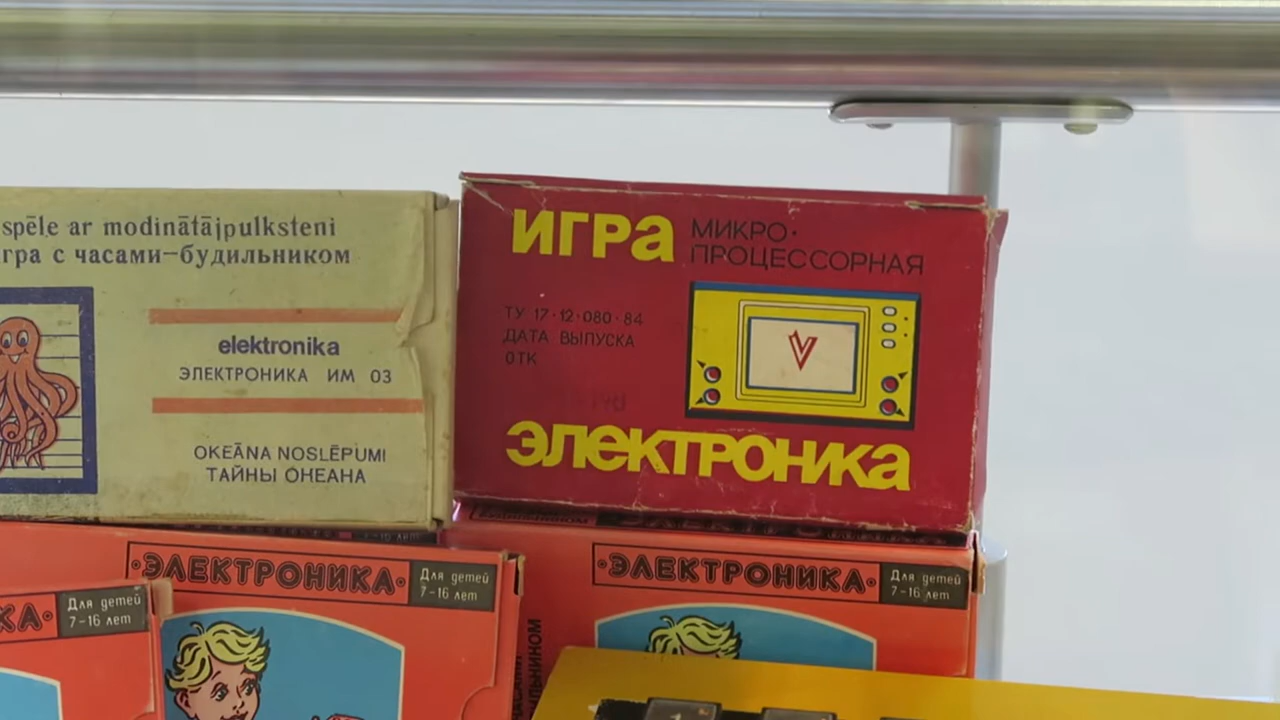 spēle ar modinātājpulksteni
гра с часами-будильником
elektronika
ЭЛЕКТРОНИКА ИМ 03
OKEĀNA NOSLĒPUMI
ТАЙНЫ ОКЕАНА
ИГРА МИКРО·
ПРОЦЕССОРНАЯ
ТУ 17·12·080·84
ДАТА ВЫПУСКА
ОТК
ЭЛЕКТРОНИКА
·ЭЛЕКТРОНИКА·
Для детей
7-16 лет
·ЭЛЕКТРОНИКА·
Для детей
7-16 лет
КА·
Для детей
7-16 лет